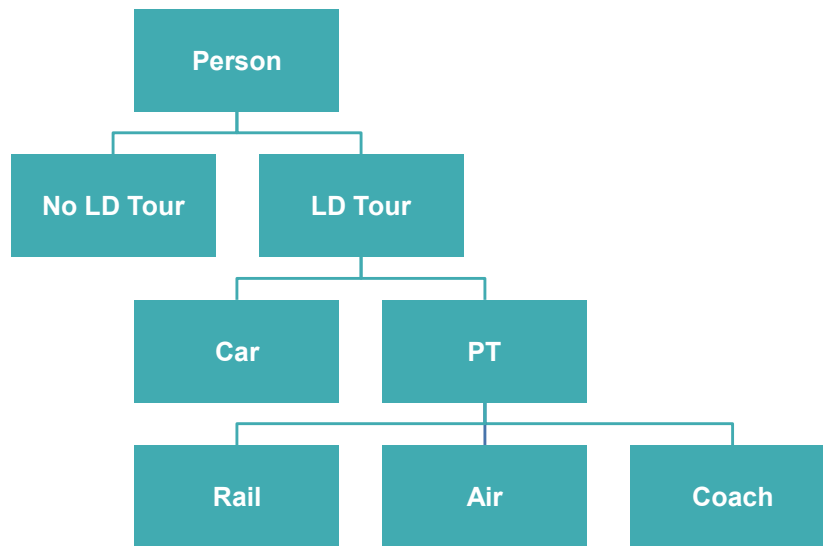 Person
No LD Tour
LD Tour
Car
PT
Rail
Air
Coach